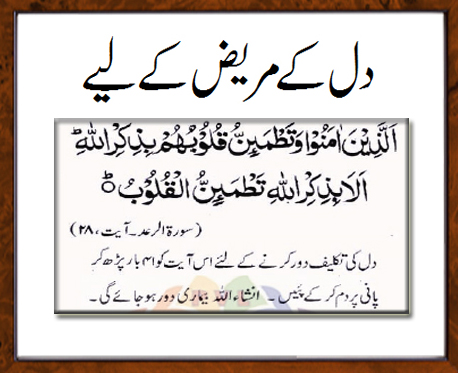 دل کے مریض کے لیے
اَلَّذِیْنَ اٰمَنُوْا وَتَطْمَئِنُّ قُلُوْبُهُمْ بِذِکْرِ اللّٰهِ ؕ
اَلَا بِذِکْرِ اللّٰهِ تَطْمَئِنُّ الْقُلُوْبُ ؕ
(سورۃ الرعد۔ آیت، ۲۸)
دل کی تکلیف دور کرنے کے لئے اس آیت کو ۴۱ بار پڑھ کر
پانی پر دم کر کے پئیں ۔ انشاء اللہ بیماری دور ہو جائے گی ۔